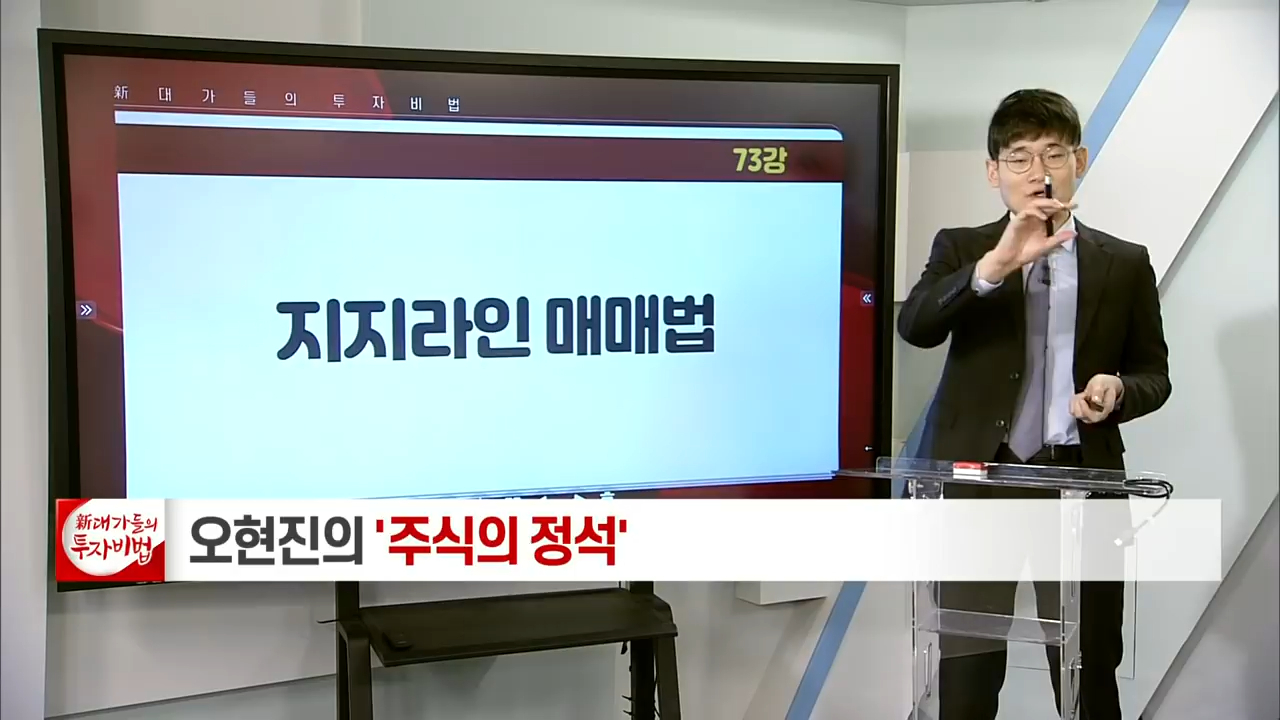 新 대 가 들 의 투 자 비 법
73강
지지라인 매매법
新대가들의
투자비법
오현진의 '주식의 정석'